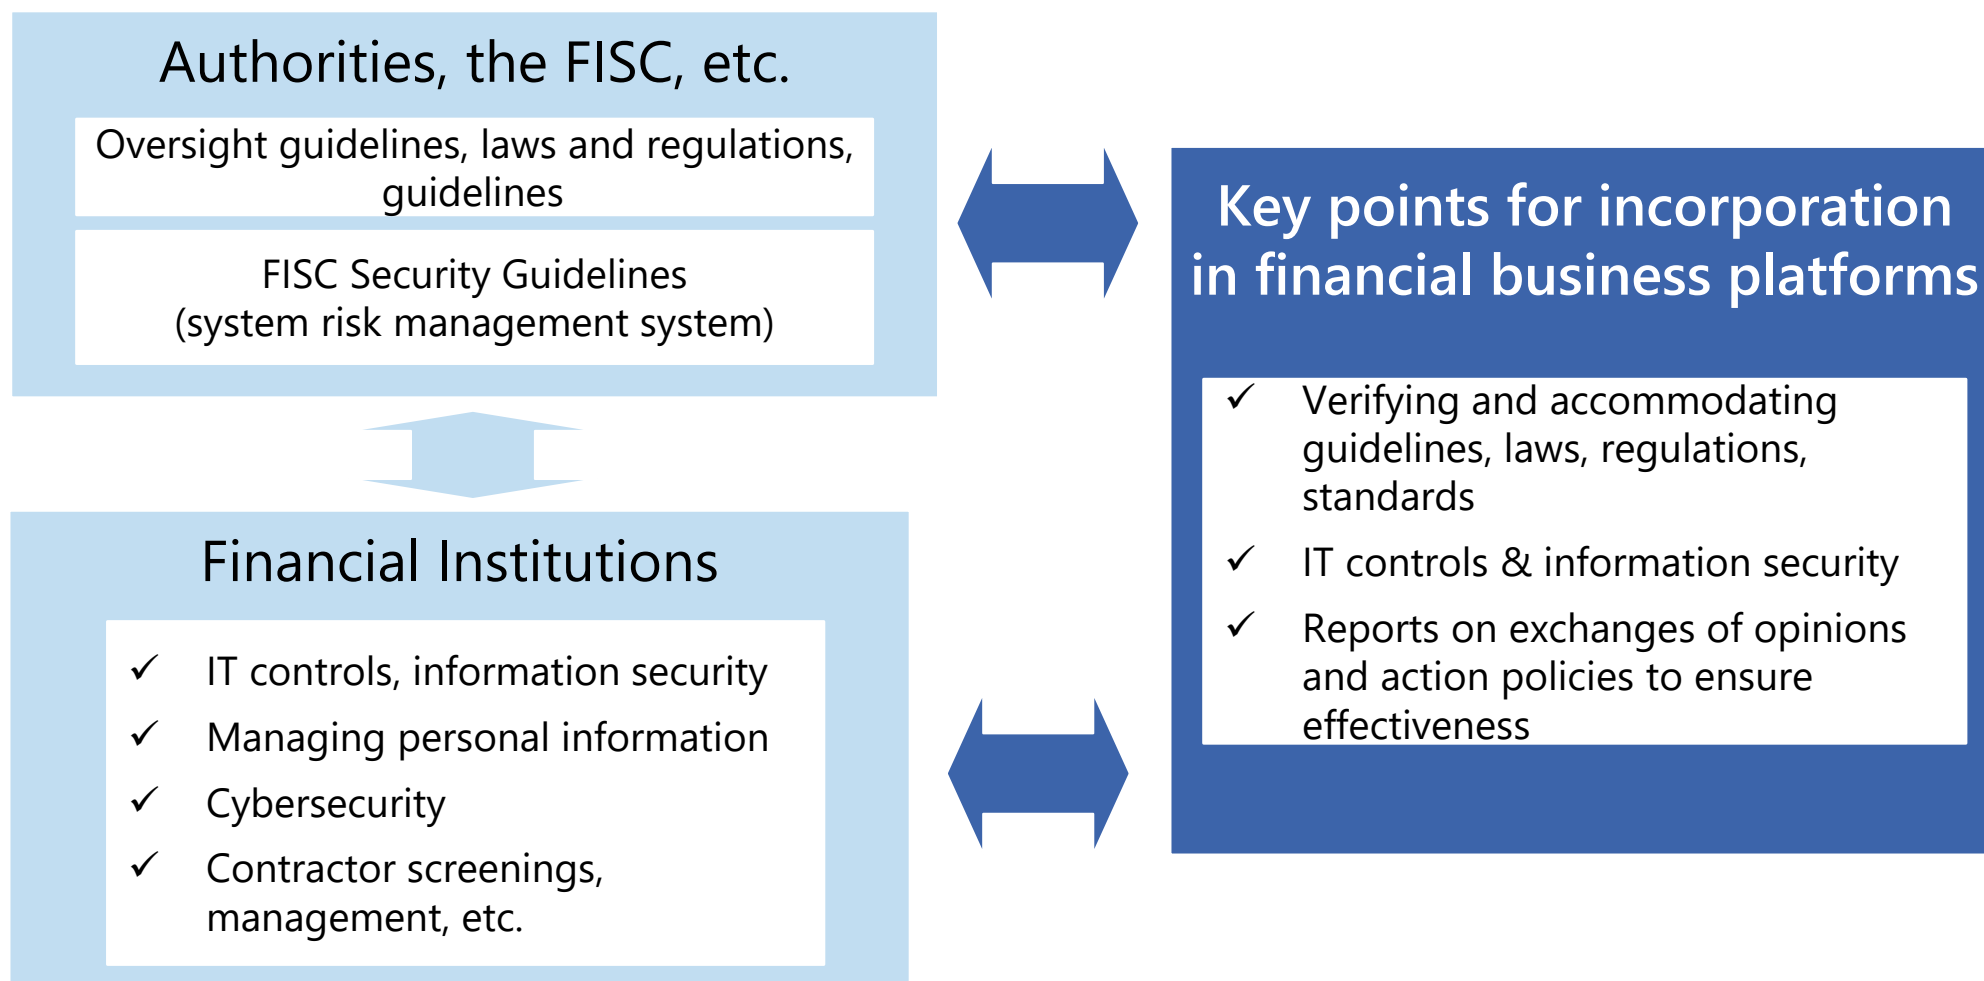 Authorities, the FISC, etc.
Oversight guidelines, laws and regulations,
guidelines
FISC Security Guidelines
(system risk management system)
Financial Institutions
✓ IT controls, information security
✓ Managing personal information
✓ Cybersecurity
✓ Contractor screenings,
management, etc.
Key points for incorporation
in financial business platforms
✓ Verifying and accommodating
guidelines, laws, regulations,
standards
✓ IT controls & information security
✓ Reports on exchanges of opinions
and action policies to ensure
effectiveness